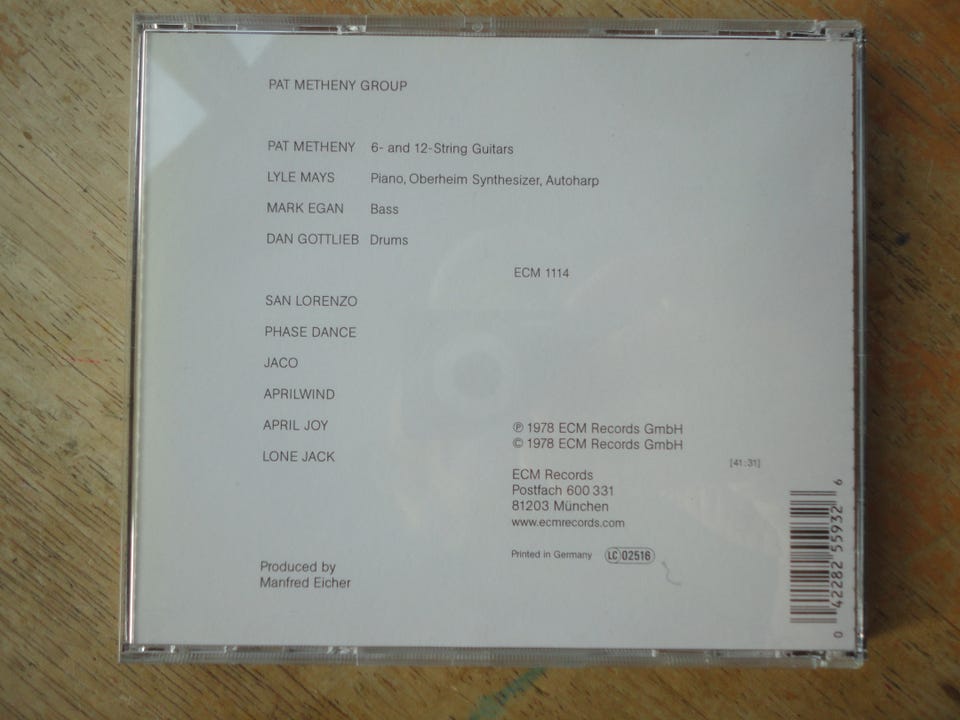 PAT METHENY GROUP
PAT METHENY 6- and 12-String Guitars
LYLE MAYS Piano, Oberheim Synthesizer, Autoharp
MARK EGAN Bass
DAN GOTTLIEB Drums
ECM 1114
SAN LORENZO
PHASE DANCE
JACO
APRILWIND
APRIL JOY
LONE JACK
℗ 1978 ECM Records GmbH
© 1978 ECM Records GmbH
[41:31]
ECM Records
Postfach 600 331
81203 München
www.ecmrecords.com
Printed in Germany LC 02516
Produced by
Manfred Eicher
0 42282 55932 6